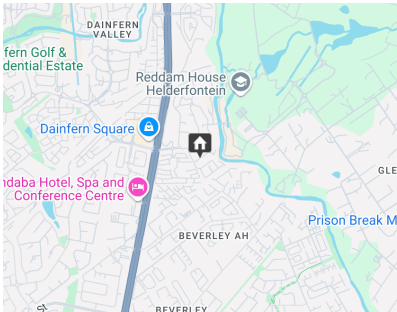 DAINFERN
VALLEY
fern Golf &
dential Estate
Reddam House
Helderfontein
Dainfern Square
ndaba Hotel, Spa and
Conference Centre
GLE
Prison Break M
BEVERLEY AH
BEVERLEY